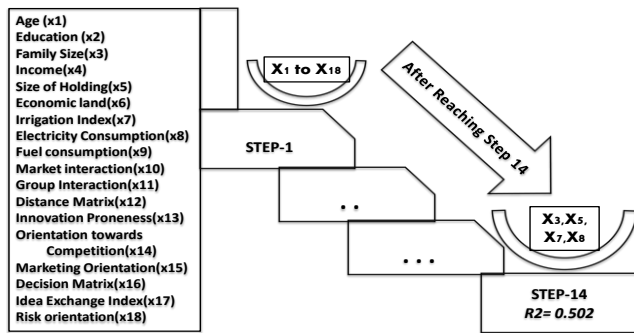 Age (x1)
Education (x2)
Family Size(x3)
Income(x4)
Size of Holding(x5)
Economic land(x6)
Irrigation Index(x7)
Electricity Consumption(x8)
Fuel consumption(x9)
Market interaction(x10)
Group Interaction(x11)
Distance Matrix(x12)
Innovation Proneness(x13)
Orientation towards
Competition(x14)
Marketing Orientation(x15)
Decision Matrix(x16)
Idea Exchange Index(x17)
Risk orientation(x18)
X1 to X18
STEP-1
. .
. . .
After Reaching Step 14
X3,X5,
X7,X8
STEP-14
R2= 0.502